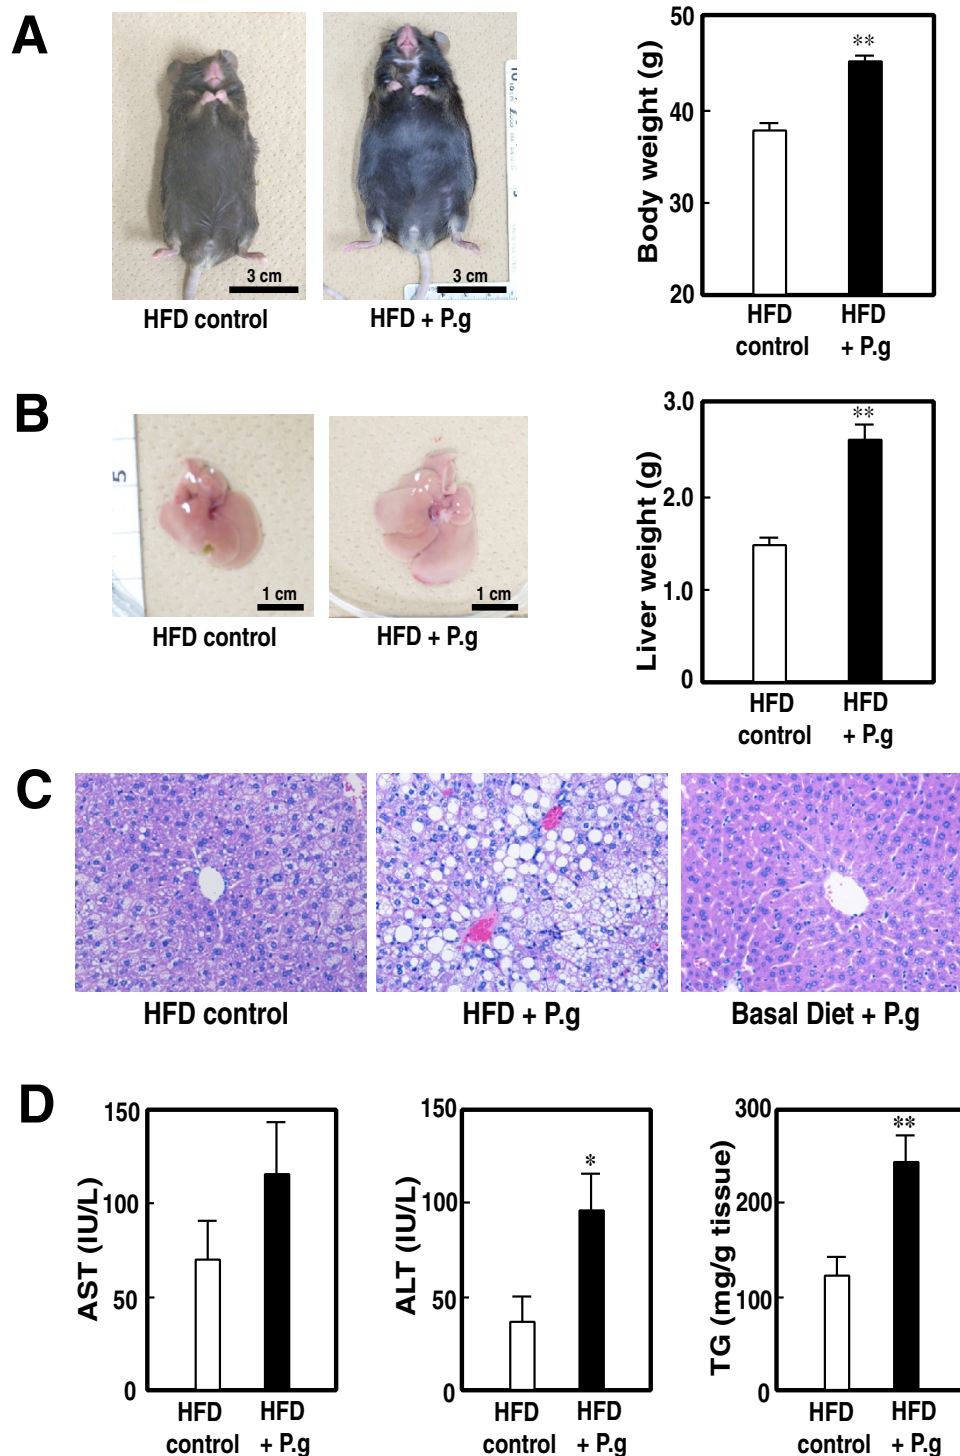 A
3 cm
HFD control
3 cm
HFD + P.g
Body weight (g)
50
40
30
20
**
HFD
control
HFD
+ P.g
B
5
1 cm
HFD control
1 cm
HFD + P.g
Liver weight (g)
3.0
2.0
1.0
0
**
HFD
control
HFD
+ P.g
C
HFD control
HFD + P.g
Basal Diet + P.g
D
AST (IU/L)
150
100
50
0
HFD
control
HFD
+ P.g
ALT (IU/L)
150
100
50
0
*
HFD
control
HFD
+ P.g
TG (mg/g tissue)
300
200
100
0
**
HFD
control
HFD
+ P.g